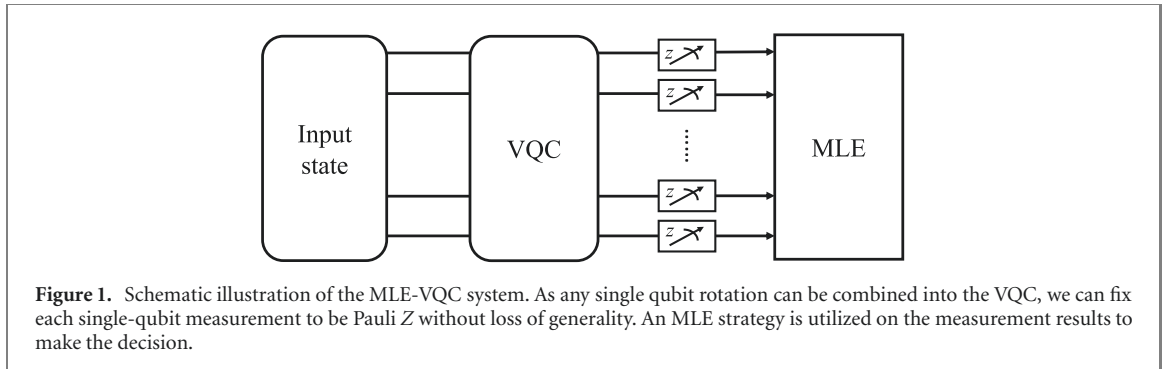 Input
state
VQC
z
z
z
z
MLE
Figure 1. Schematic illustration of the MLE-VQC system. As any single qubit rotation can be combined into the VQC, we can fix
each single-qubit measurement to be Pauli Z without loss of generality. An MLE strategy is utilized on the measurement results to
make the decision.